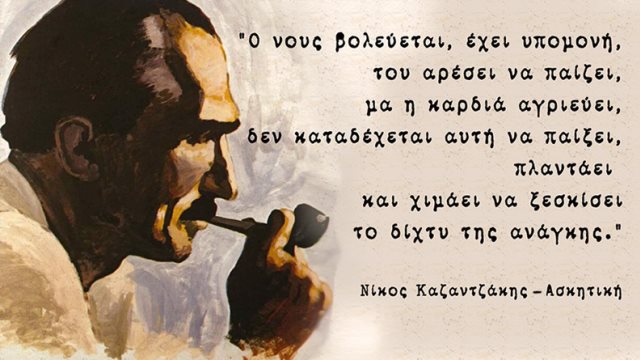 "Ο νους βολεύεται, έχει υπομονή,
του αρέσει να παίζει,
μα η καρδιά αγριεύει,
δεν καταδέχεται αυτή να παίξει,
πλαντάει
και χιμάει να ξεσκίσει
το δίχτυ της ανάγκης."
Νίκος Καζαντζάκης – Ασκητική